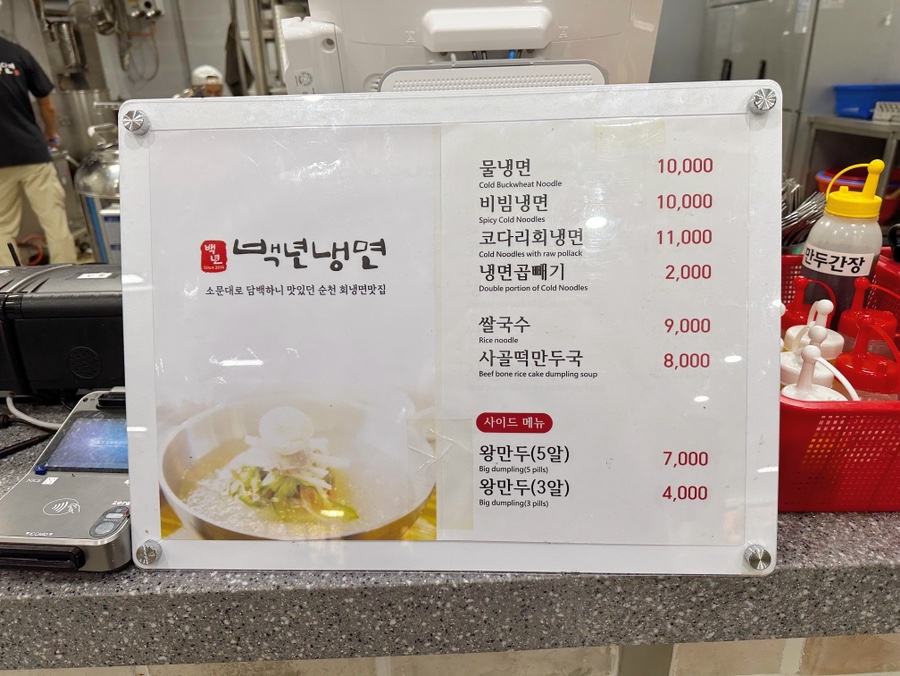 백년
Since 2016
백년냉면
소문대로 담백하니 맛있던 순천 회냉면맛집
물냉면 10,000
Cold Buckwheat Noodle
비빔냉면 10,000
Spicy Cold Noodles
코다리회냉면 11,000
Cold Noodles with raw pollack
냉면곱빼기 2,000
Double portion of Cold Noodles
쌀국수 9,000
Rice noodle
사골떡만두국 8,000
Beef bone rice cake dumpling soup
사이드 메뉴
왕만두(5알) 7,000
Big dumpling(5 pills)
왕만두(3알) 4,000
Big dumpling(3 pills)
만두간장